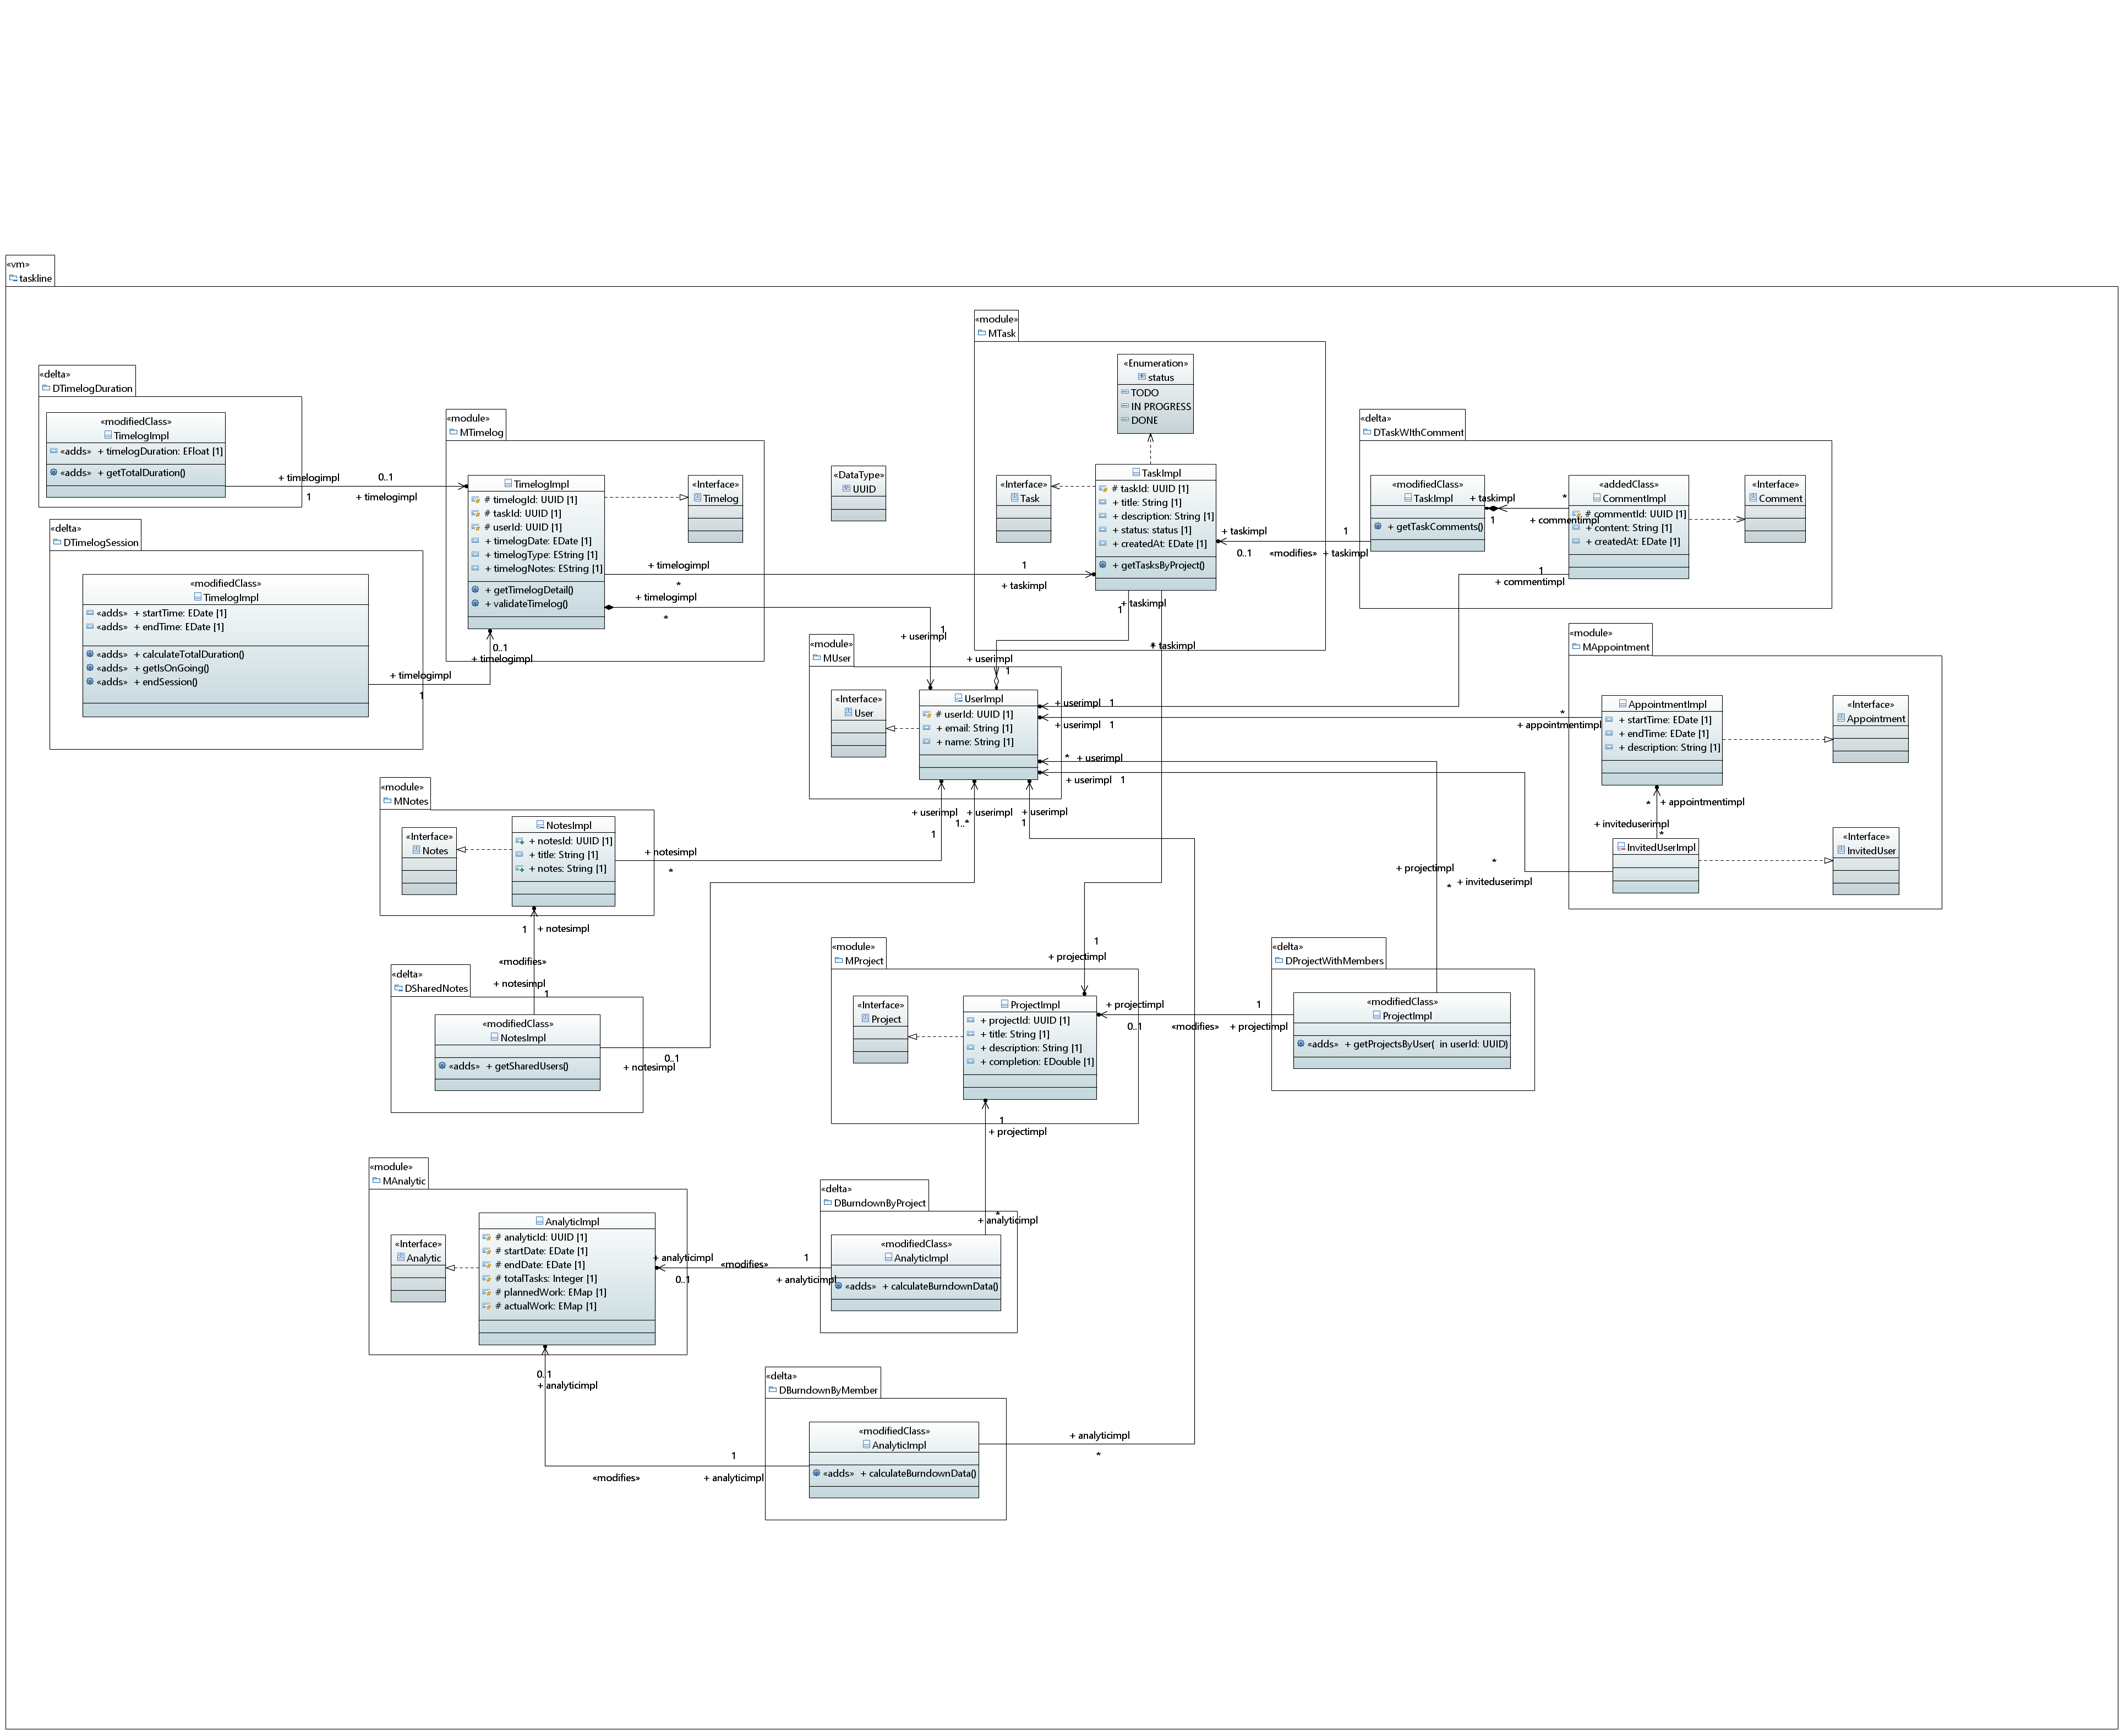 «vm»
taskline
«delta»
DTimelogDuration
«modifiedClass»
TimelogImpl
«adds» + timelogDuration: EFloat [1]
«adds» + getTotalDuration()
+ timelogimpl
0..1
1
+ timelogimpl
«delta»
DTimelogSession
«modifiedClass»
TimelogImpl
«adds» + startTime: EDate [1]
«adds» + endTime: EDate [1]
«adds» + calculateTotalDuration()
«adds» + getIsOnGoing()
«adds» + endSession()
+ timelogimpl
1
0..1
+ timelogimpl
«module»
MTimelog
TimelogImpl
# timelogId: UUID [1]
# taskId: UUID [1]
# userId: UUID [1]
+ timelogDate: EDate [1]
+ timelogType: EString [1]
+ timelogNotes: EString [1]
+ getTimelogDetail()
+ validateTimelog()
«Interface»
Timelog
+ timelogimpl
*
1
+ taskimpl
+ timelogimpl
*
1
+ userimpl
«DataType»
UUID
«module»
MTask
«Enumeration»
status
TODO
IN PROGRESS
DONE
«Interface»
Task
TaskImpl
# taskId: UUID [1]
+ title: String [1]
+ description: String [1]
+ status: status [1]
+ createdAt: EDate [1]
+ getTasksByProject()
+ taskimpl
1
* taskimpl
+ userimpl
1
+ taskimpl
0..1
«modifies»
1
+ taskimpl
«delta»
DTaskWIthComment
«modifiedClass»
TaskImpl
+ getTaskComments()
+ taskimpl
1
*
+ commentimpl
«addedClass»
CommentImpl
# commentId: UUID [1]
+ content: String [1]
+ createdAt: EDate [1]
«Interface»
Comment
1
+ commentimpl
«module»
MUser
«Interface»
User
UserImpl
# userId: UUID [1]
+ email: String [1]
+ name: String [1]
+ userimpl 1
+ userimpl 1
* + userimpl
+ userimpl 1
+ userimpl
1
+ userimpl
1..*
+ userimpl
1
«module»
MAppointment
AppointmentImpl
+ startTime: EDate [1]
+ endTime: EDate [1]
+ description: String [1]
«Interface»
Appointment
*
+ appointmentimpl
* + appointmentimpl
+ inviteduserimpl
*
InvitedUserImpl
«Interface»
InvitedUser
*
+ inviteduserimpl
«module»
MNotes
«Interface»
Notes
NotesImpl
+ notesId: UUID [1]
+ title: String [1]
+ notes: String [1]
+ notesimpl
*
1 + notesimpl
«modifies»
+ notesimpl
1
«delta»
DSharedNotes
«modifiedClass»
NotesImpl
«adds» + getSharedUsers()
0..1
+ notesimpl
«module»
MProject
«Interface»
Project
ProjectImpl
+ projectId: UUID [1]
+ title: String [1]
+ description: String [1]
+ completion: EDouble [1]
1
+ projectimpl
+ projectimpl
0..1
«modifies»
1
+ projectimpl
«delta»
DProjectWithMembers
«modifiedClass»
ProjectImpl
«adds» + getProjectsByUser( in userId: UUID)
+ projectimpl
*
1
+ projectimpl
«module»
MAnalytic
«Interface»
Analytic
AnalyticImpl
# analyticId: UUID [1]
# startDate: EDate [1]
# endDate: EDate [1]
# totalTasks: Integer [1]
# plannedWork: EMap [1]
# actualWork: EMap [1]
+ analyticimpl
0..1
«modifies»
1
+ analyticimpl
«delta»
DBurndownByProject
*
+ analyticimpl
«modifiedClass»
AnalyticImpl
«adds» + calculateBurndownData()
0..1
+ analyticimpl
«delta»
DBurndownByMember
«modifiedClass»
AnalyticImpl
«adds» + calculateBurndownData()
1
«modifies»
+ analyticimpl
+ analyticimpl
*